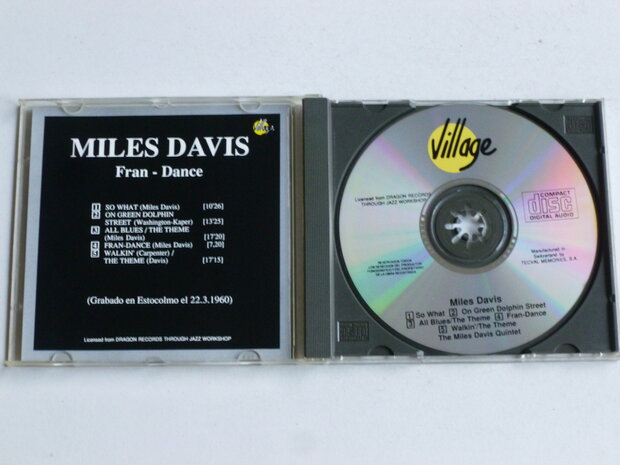 Village
MILES DAVIS
Fran - Dance
1 SO WHAT (Miles Davis) [10'26]
2 ON GREEN DOLPHIN
STREET (Washington-Kaper) [13'25]
3 ALL BLUES / THE THEME
(Miles Davis) [17'20]
4 FRAN-DANCE (Miles Davis) [7,20]
5 WALKIN' (Carpenter) /
THE THEME (Davis) [17'15]
(Grabado en Estocolmo el 22.3.1960)
Licensed from DRAGON RECORDS THROUGH JAZZ WORKSHOP
Village
Licensed from DRAGON RECORDS
THROUGH JAZZ WORKSHOP
COMPACT
disc
DIGITAL AUDIO
Manufactured in
Switzerland by
TECVAL MEMORIES, S.A.
Miles Davis
1 So What 2 On Green Dolphin Street
3 All Blues/The Theme 4 Fran-Dance
5 Walkin'/The Theme
The Miles Davis Quintet